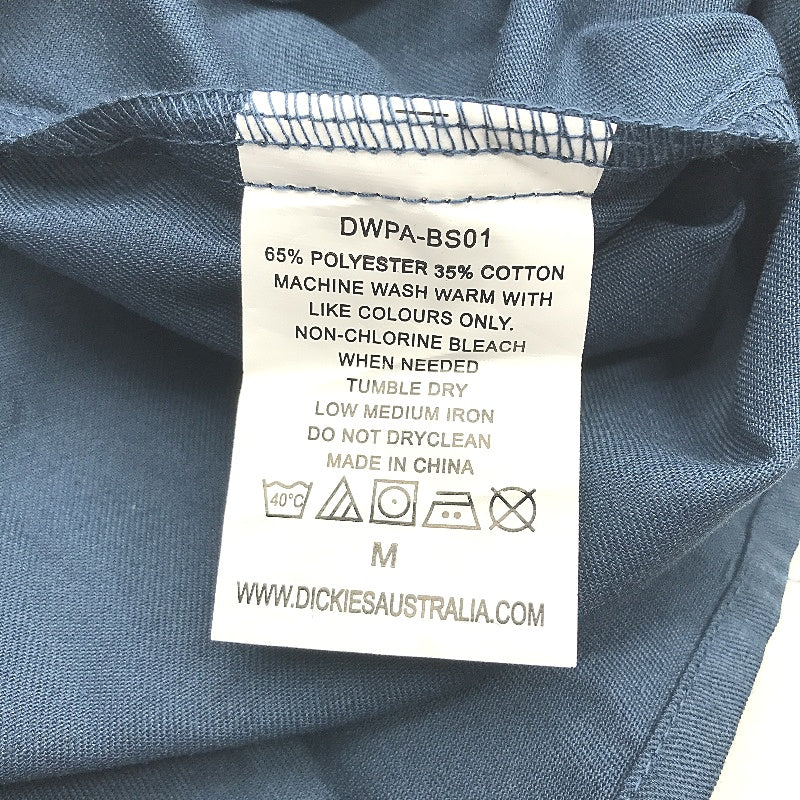 DWPA-BS01
65% POLYESTER 35% COTTON
MACHINE WASH WARM WITH
LIKE COLOURS ONLY.
NON-CHLORINE BLEACH
WHEN NEEDED
TUMBLE DRY
LOW MEDIUM IRON
DO NOT DRYCLEAN
MADE IN CHINA
40°C
M
WWW.DICKIESAUSTRALIA.COM